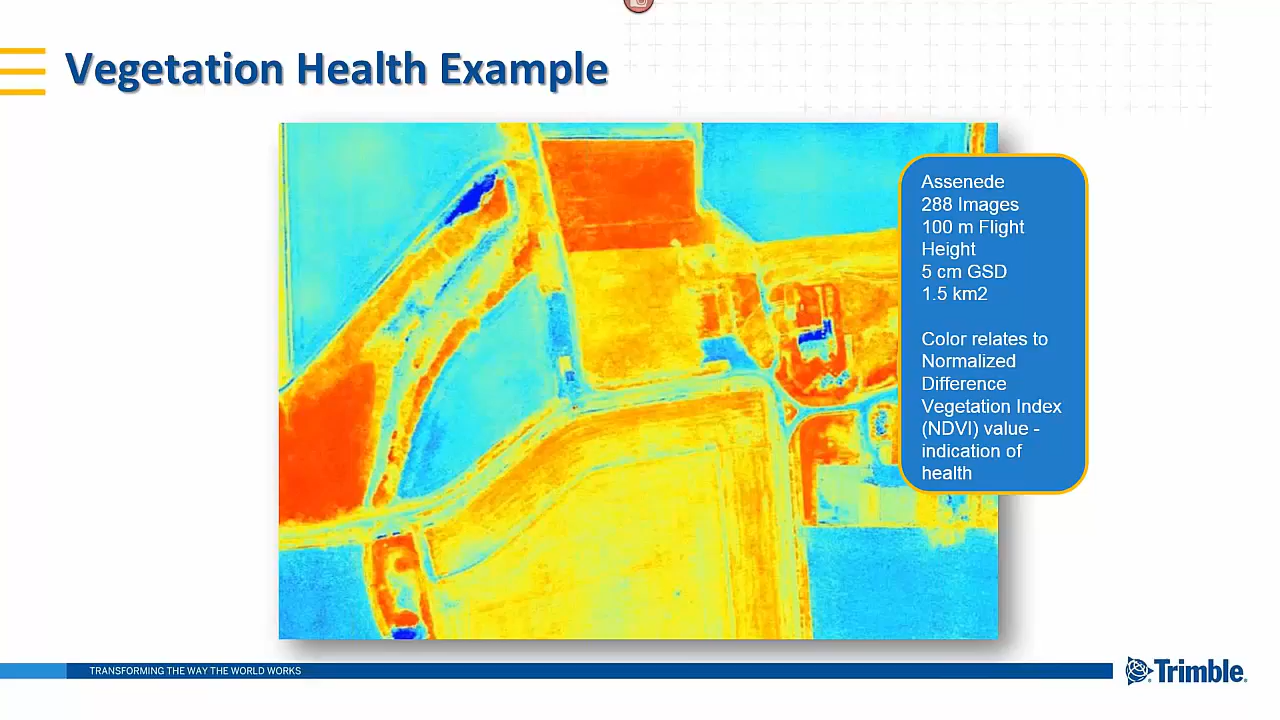 Vegetation Health Example
Assenede
288 Images
100 m Flight
Height
5 cm GSD
1.5 km2
Color relates to
Normalized
Difference
Vegetation Index
(NDVI) value -
indication of
health
TRANSFORMING THE WAY THE WORLD WORKS
Trimble